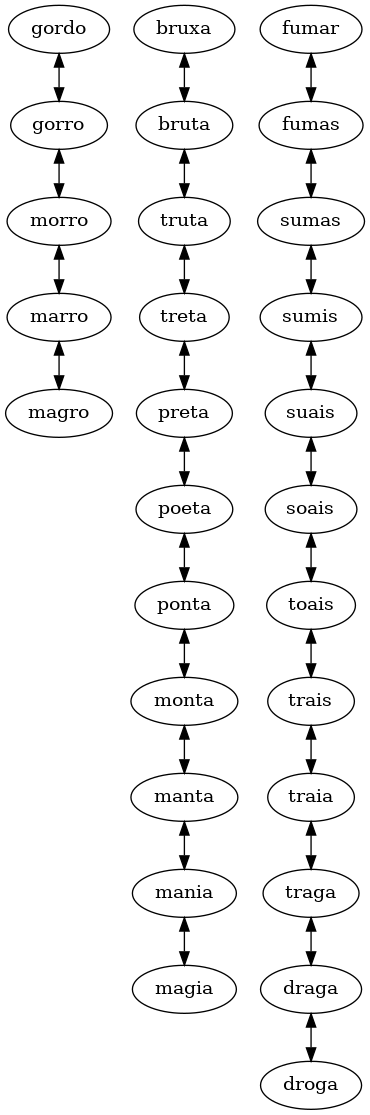 gordo bruxa fumar
gorro bruta fumas
morro truta sumas
marro treta sumis
magro preta suais
poeta soais
ponta toais
monta trais
manta traia
mania traga
magia draga
droga